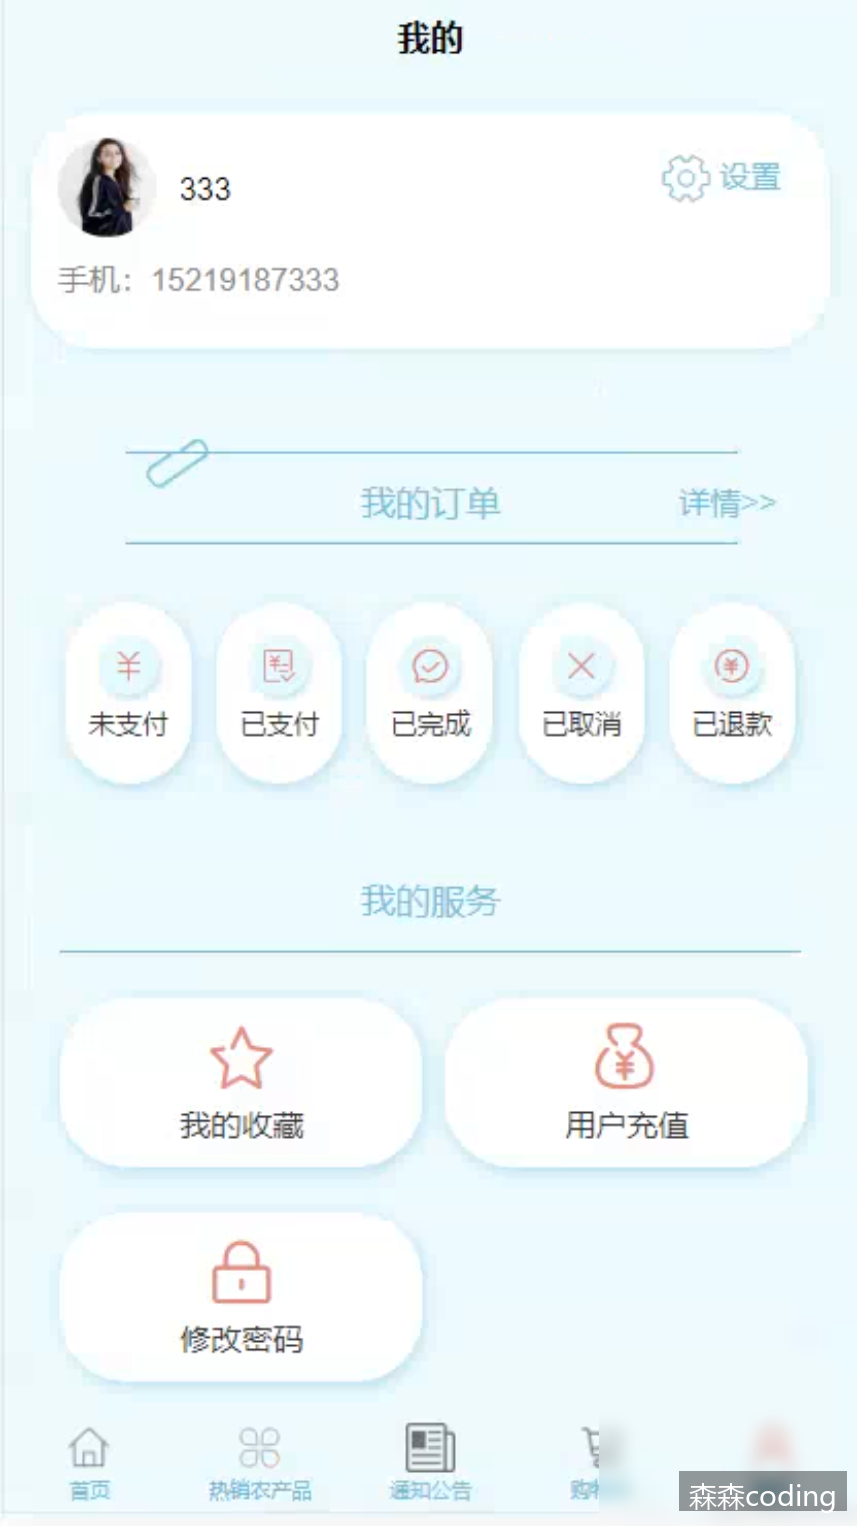 我的
333
设置
手机：15219187333
我的订单
详情>>
未支付
已支付
已完成
已取消
已退款
我的服务
我的收藏
用户充值
修改密码
首页
热销农产品
通知公告
购
森森coding